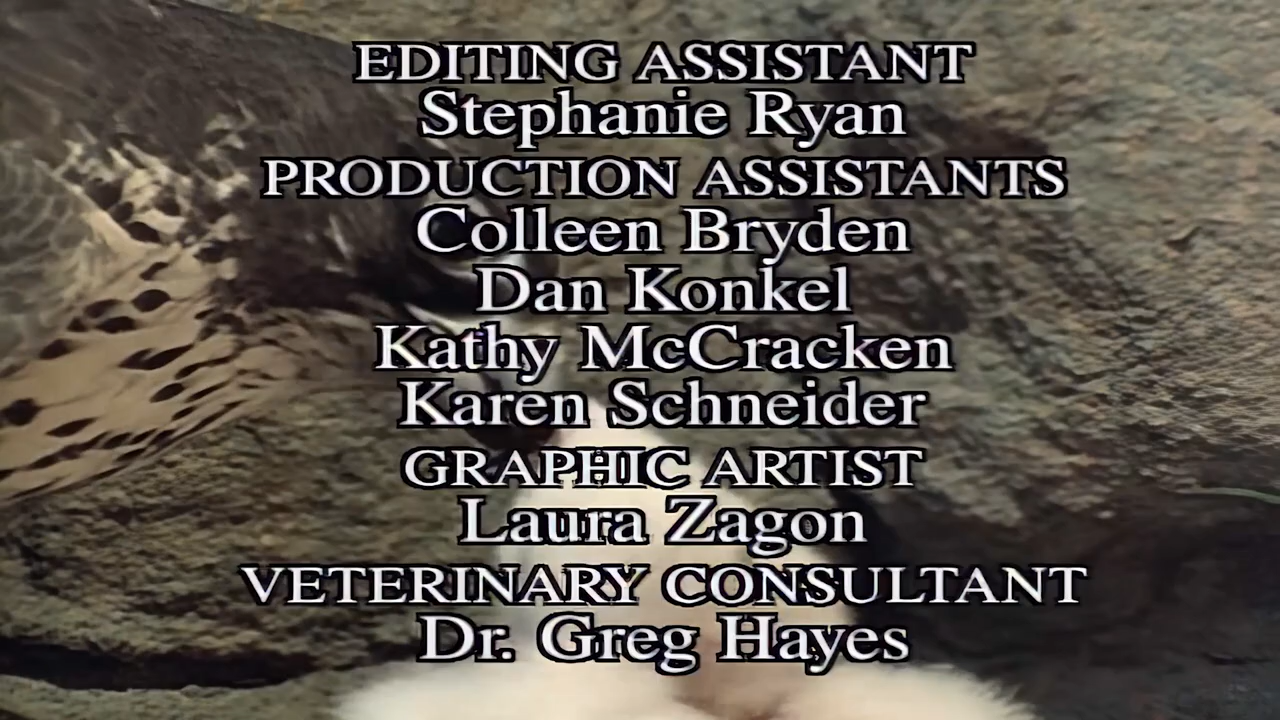 EDITING ASSISTANT
Stephanie Ryan
PRODUCTION ASSISTANTS
Colleen Bryden
Dan Konkel
Kathy McCracken
Karen Schneider
GRAPHIC ARTIST
Laura Zagon
VETERINARY CONSULTANT
Dr. Greg Hayes